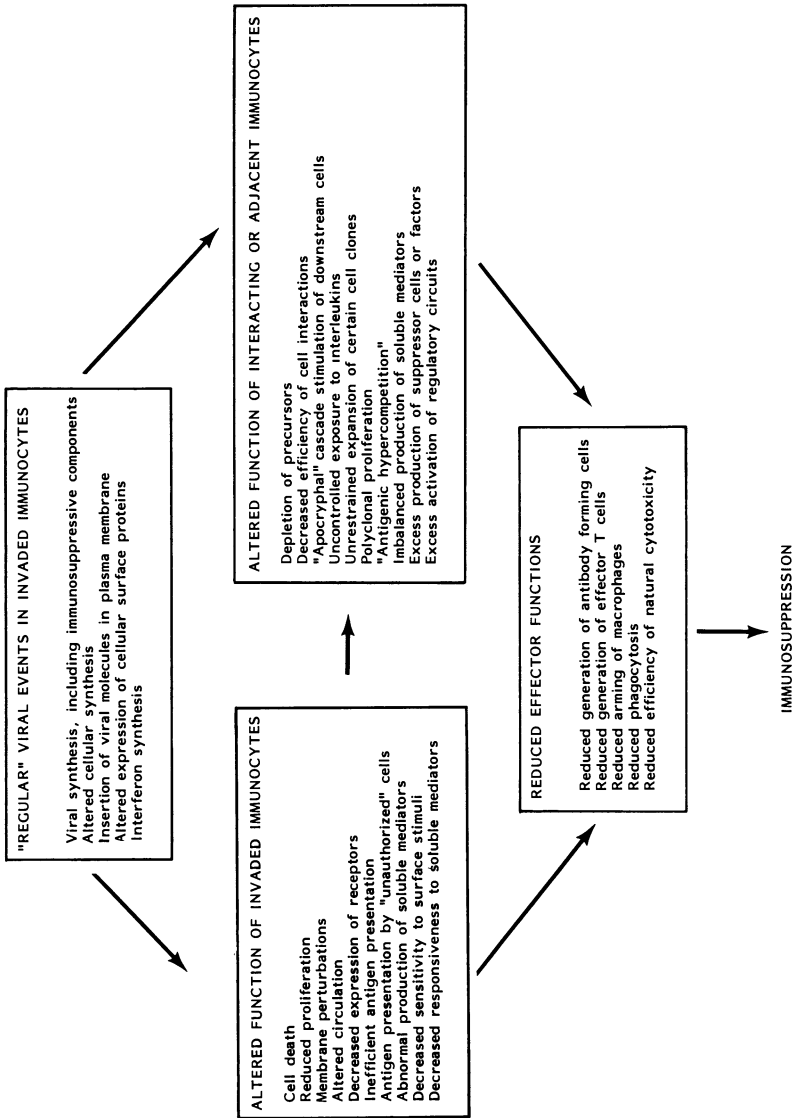 "REGULAR" VIRAL EVENTS IN INVADED IMMUNOCYTES
Viral synthesis, including immunosuppressive components
Altered cellular synthesis
Insertion of viral molecules in plasma membrane
Altered expression of cellular surface proteins
Interferon synthesis
ALTERED FUNCTION OF INVADED IMMUNOCYTES
Cell death
Reduced proliferation
Membrane perturbations
Altered circulation
Decreased expression of receptors
Inefficient antigen presentation
Antigen presentation by "unauthorized" cells
Abnormal production of soluble mediators
Decreased sensitivity to surface stimuli
Decreased responsiveness to soluble mediators
ALTERED FUNCTION OF INTERACTING OR ADJACENT IMMUNOCYTES
Depletion of precursors
Decreased efficiency of cell interactions
"Apocryphal" cascade stimulation of downstream cells
Uncontrolled exposure to interleukins
Unrestrained expansion of certain cell clones
Polyclonal proliferation
"Antigenic hypercompetition"
Imbalanced production of soluble mediators
Excess production of suppressor cells or factors
Excess activation of regulatory circuits
REDUCED EFFECTOR FUNCTIONS
Reduced generation of antibody forming cells
Reduced generation of effector T cells
Reduced arming of macrophages
Reduced phagocytosis
Reduced efficiency of natural cytotoxicity
IMMUNOSUPPRESSION